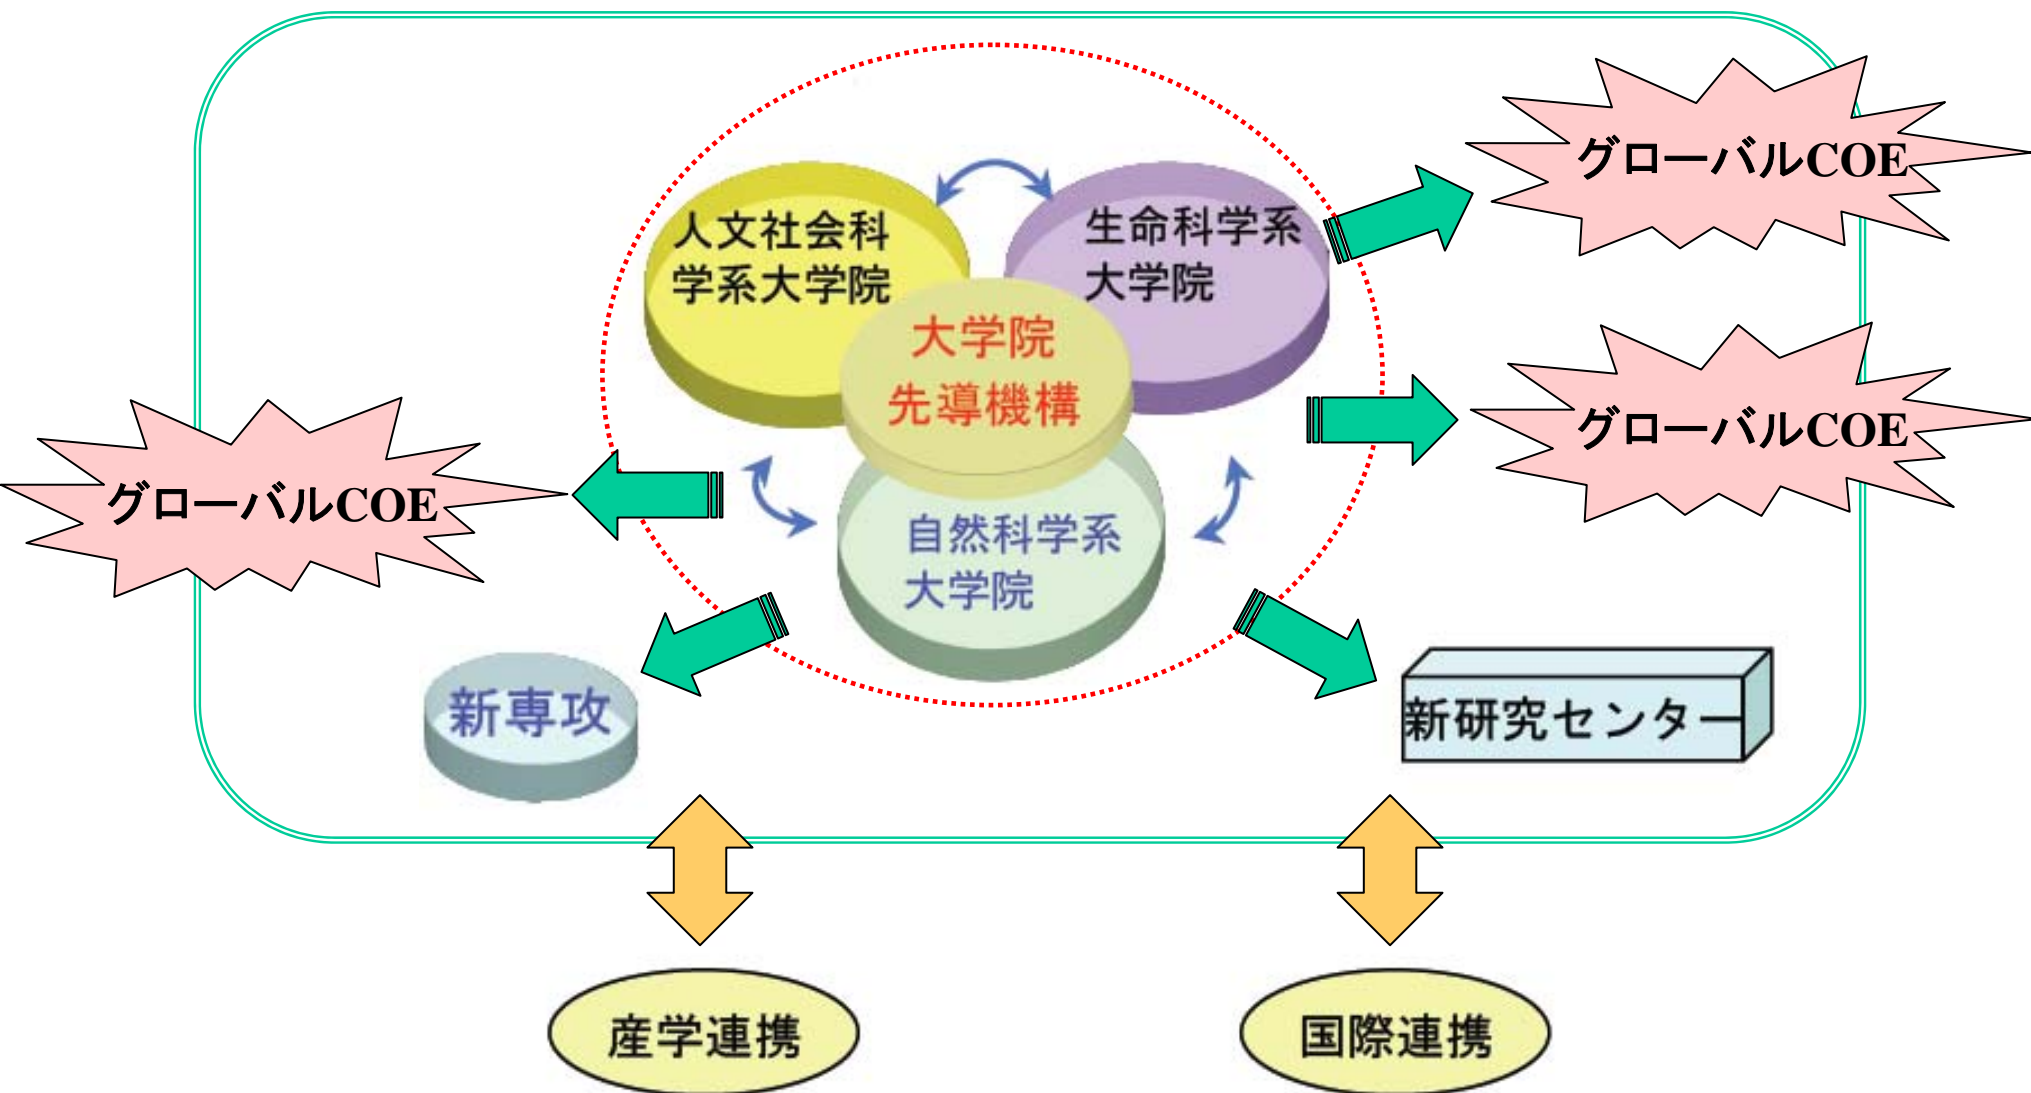 グローバルCOE
人文社会科
学系大学院
生命科学系
大学院
大学院
先導機構
グローバルCOE
グローバルCOE
自然科学系
大学院
新専攻
新研究センター
産学連携
国際連携